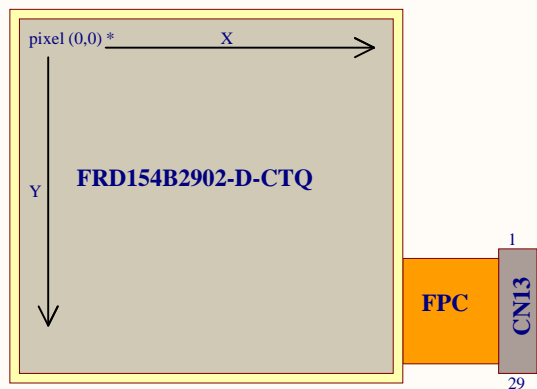 pixel (0,0) *
X
Y
FRD154B2902-D-CTQ
1
FPC
CN13
29